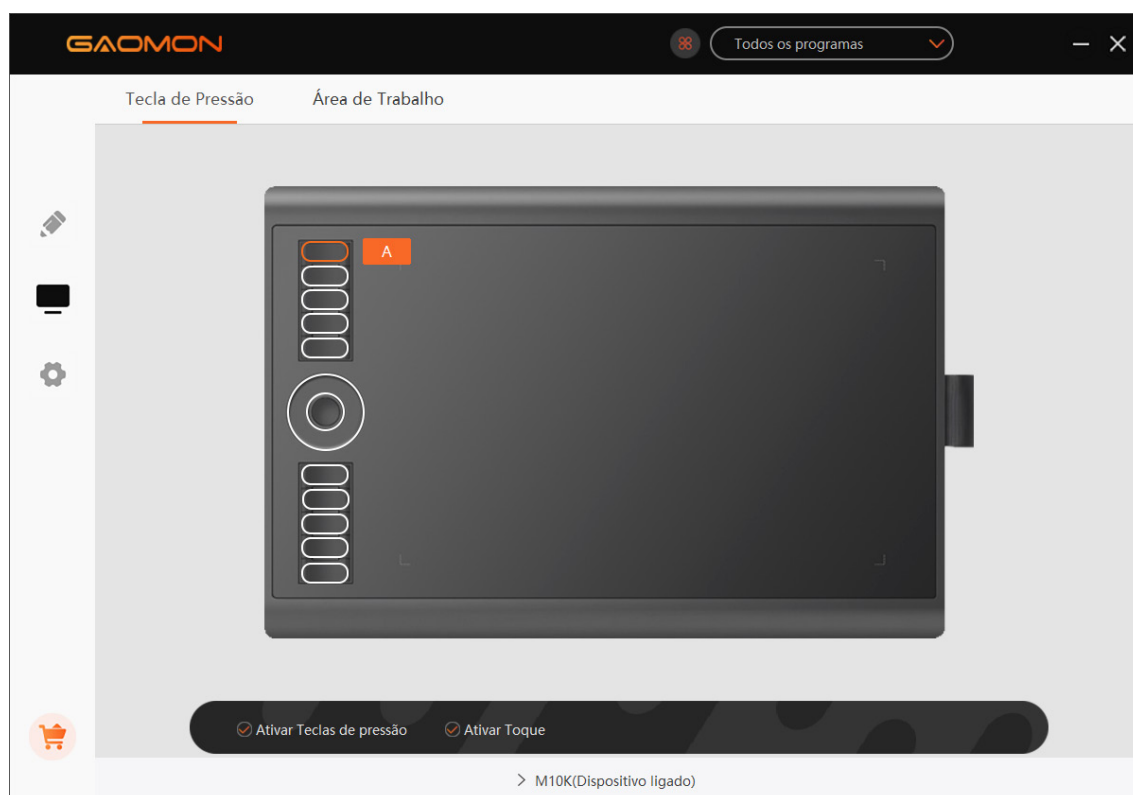 GAOMON
Todos os programas
Tecla de Pressão
Área de Trabalho
A
Ativar Teclas de pressão
Ativar Toque
M10K(Dispositivo ligado)